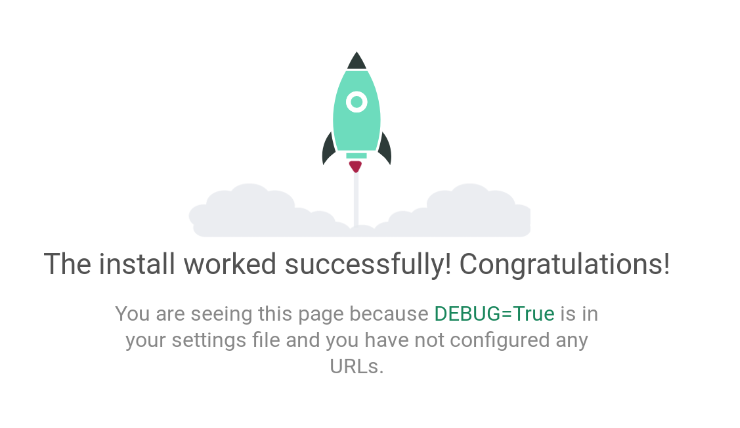 The install worked successfully! Congratulations!
You are seeing this page because DEBUG=True is in
your settings file and you have not configured any
URLs.